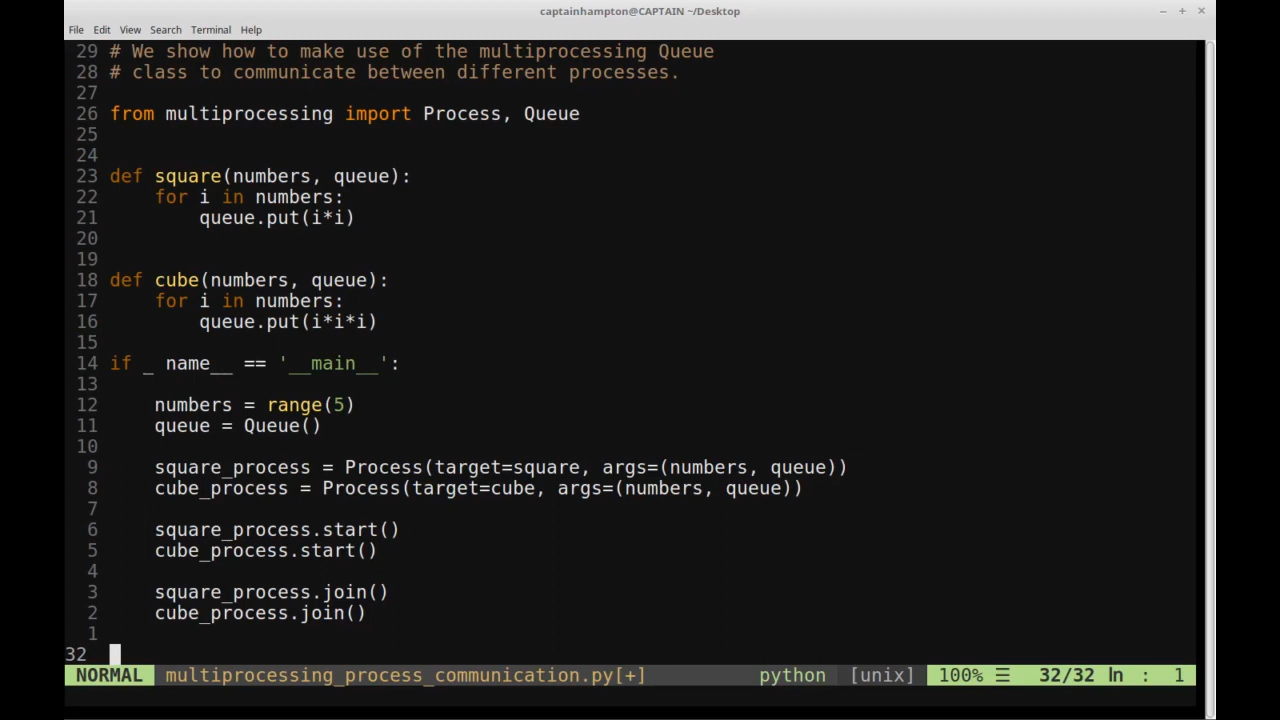 captainhampton@CAPTAIN ~/Desktop
File Edit View Search Terminal Help
29 # We show how to make use of the multiprocessing Queue
28 # class to communicate between different processes.
27
26 from multiprocessing import Process, Queue
25
24
23 def square(numbers, queue):
22     for i in numbers:
21         queue.put(i*i)
20
19
18 def cube(numbers, queue):
17     for i in numbers:
16         queue.put(i*i*i)
15
14 if _ name__ == '__main__':
13
12     numbers = range(5)
11     queue = Queue()
10
9     square_process = Process(target=square, args=(numbers, queue))
8     cube_process = Process(target=cube, args=(numbers, queue))
7
6     square_process.start()
5     cube_process.start()
4
3     square_process.join()
2     cube_process.join()
1
32
NORMAL multiprocessing_process_communication.py[+] python [unix] 100% ☰ 32/32 ln : 1